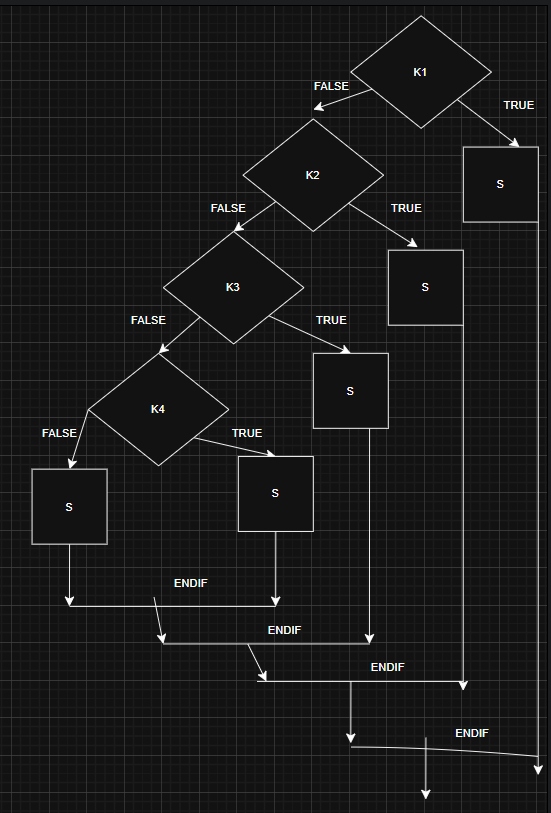 K1
FALSE
TRUE
K2
S
FALSE
TRUE
K3
S
FALSE
TRUE
K4
S
FALSE
TRUE
S
S
ENDIF
ENDIF
ENDIF
ENDIF